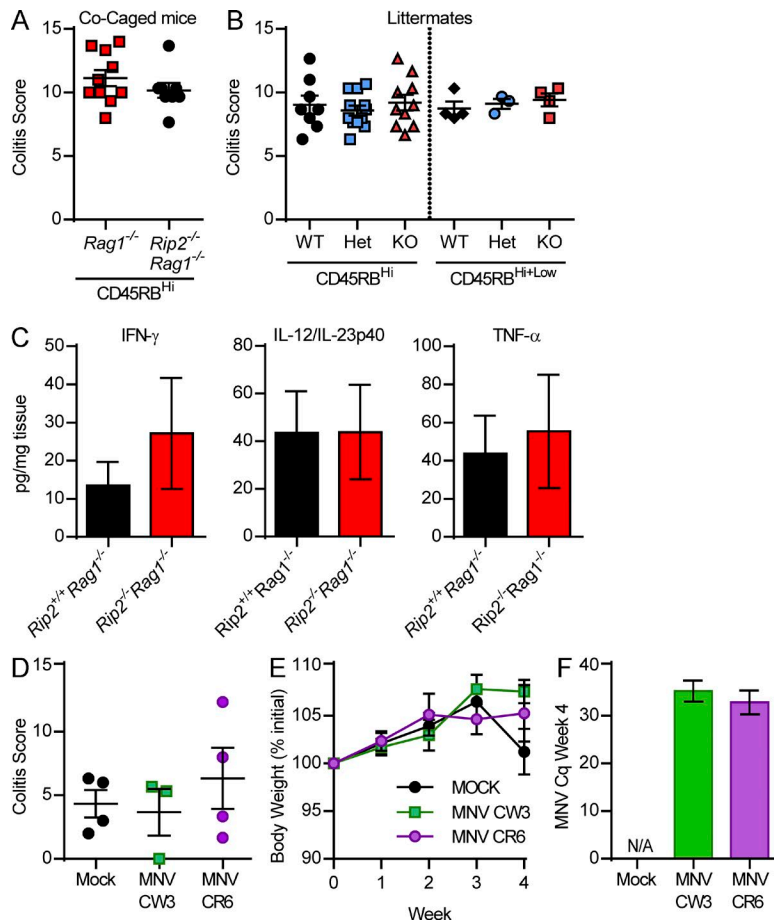 A
Co-Caged mice
Colitis Score
15
10
5
0
Rag1-/-
Rip2-/-
Rag1-/-
CD45RBHi
B
Littermates
Colitis Score
15
10
5
0
WT Het KO WT Het KO
CD45RBHi CD45RBHi+Low
C
IFN-γ
pg/mg tissue
50
40
30
20
10
0
Rip2+/+Rag1-/-
Rip2-/-Rag1-/-
IL-12/IL-23p40
80
60
40
20
0
Rip2+/+Rag1-/-
Rip2-/-Rag1-/-
TNF-α
100
80
60
40
20
0
Rip2+/+Rag1-/-
Rip2-/-Rag1-/-
D
Colitis Score
15
10
5
0
Mock MNV MNV
CW3 CR6
E
Body Weight (% initial)
110
105
100
95
90
MOCK
MNV CW3
MNV CR6
0 1 2 3 4
Week
F
MNV Cq Week 4
40
30
20
10
0
N/A
Mock MNV MNV
CW3 CR6